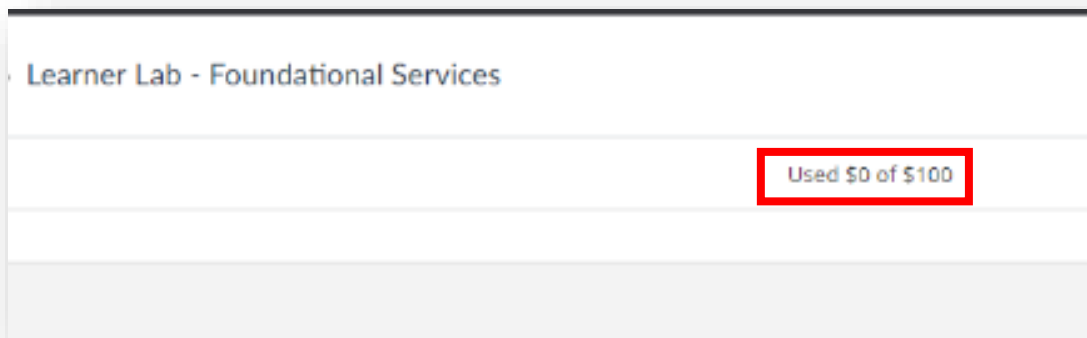 Learner Lab - Foundational Services
Used $0 of $100